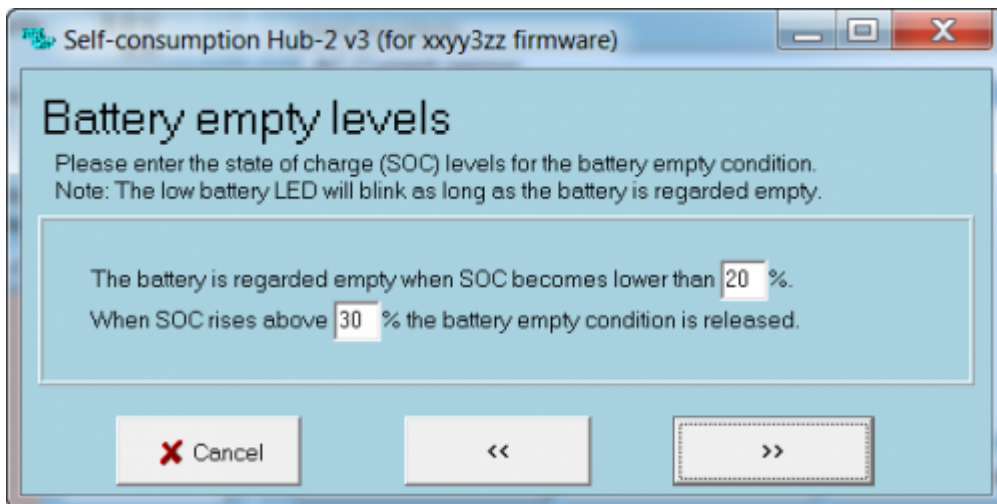 Self-consumption Hub-2 v3 (for xxyy3zz firmware)
Battery empty levels
Please enter the state of charge (SOC) levels for the battery empty condition.
Note: The low battery LED will blink as long as the battery is regarded empty.
The battery is regarded empty when SOC becomes lower than 20 %.
When SOC rises above 30 % the battery empty condition is released.
Cancel
<<
>>